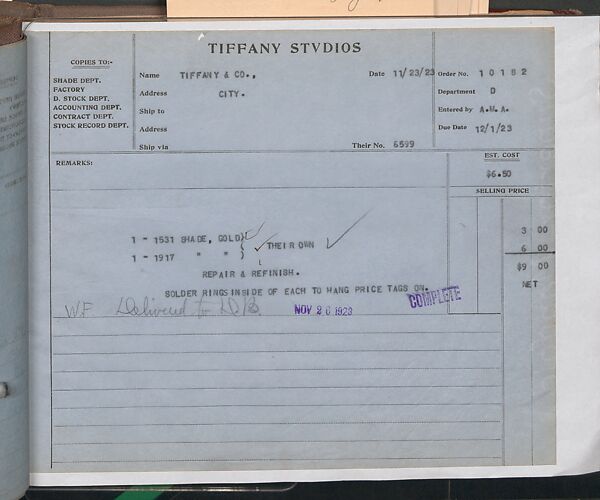 TIFFANY STVDIOS
COPIES TO:-
SHADE DEPT.
FACTORY
D. STOCK DEPT.
ACCOUNTING DEPT.
CONTRACT DEPT.
STOCK RECORD DEPT.
Name TIFFANY & CO.,
Address CITY.
Ship to
Address
Ship via
Date 11/23/23
Their No. 6599
Order No. 10182
Department D
Entered by A.M.A.
Due Date 12/1/23
REMARKS:
EST. COST
$6.50
SELLING PRICE
1 - 1531 SHADE, GOLD) THEIR OWN 3 00
1 - 1917 " " ) 6 00
REPAIR & REFINISH. $9 00
SOLDER RINGS INSIDE OF EACH TO HANG PRICE TAGS ON. NET
COMPLETE
W.F. Delivered to
NOV 26 1923